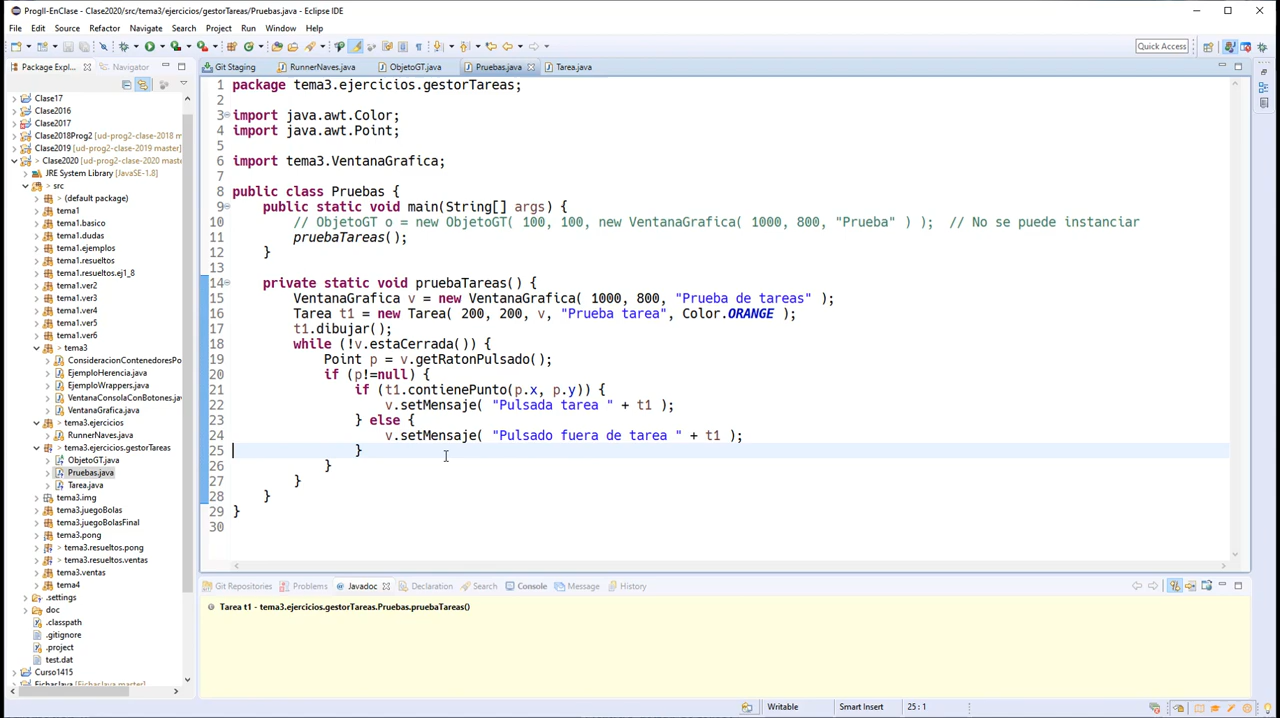 ProgII-EnClase - Clase2020/src/tema3/ejercicios/gestorTareas/Pruebas.java - Eclipse IDE
File Edit Source Refactor Navigate Search Project Run Window Help
Quick Access
Package Expl... Navigator
Git Staging RunnerNaves.java ObjetoGT.java Pruebas.java Tarea.java
Clase17
Clase2016
Clase2017
Clase2018Prog2 [ud-prog2-clase-2018 m
Clase2019 [ud-prog2-clase-2019 master]
> Clase2020 [ud-prog2-clase-2020 maste
JRE System Library [JavaSE-1.8]
> src
> (default package)
tema1
tema1.basico
tema1.dudas
tema1.ejemplos
tema1.resueltos
tema1.resueltos.ej1_8
tema1.ver2
tema1.ver3
tema1.ver4
tema1.ver5
tema1.ver6
> tema3
ConsideracionContenedoresPo
EjemploHerencia.java
EjemploWrappers.java
VentanaConsolaConBotones.jav
VentanaGrafica.java
> tema3.ejercicios
RunnerNaves.java
> tema3.ejercicios.gestorTareas
ObjetoGT.java
Pruebas.java
Tarea.java
tema3.img
tema3.juegoBolas
tema3.juegoBolasFinal
tema3.pong
> tema3.resueltos.pong
> tema3.resueltos.ventas
tema3.ventas
tema4
.settings
doc
.classpath
.gitignore
.project
test.dat
Curso1415
1 package tema3.ejercicios.gestorTareas;
2
3 import java.awt.Color;
4 import java.awt.Point;
5
6 import tema3.VentanaGrafica;
7
8 public class Pruebas {
9 public static void main(String[] args) {
10 // ObjetoGT o = new ObjetoGT( 100, 100, new VentanaGrafica( 1000, 800, "Prueba" ) ); // No se puede instanciar
11 pruebaTareas();
12 }
13
14 private static void pruebaTareas() {
15 VentanaGrafica v = new VentanaGrafica( 1000, 800, "Prueba de tareas" );
16 Tarea t1 = new Tarea( 200, 200, v, "Prueba tarea", Color.ORANGE );
17 t1.dibujar();
18 while (!v.estaCerrada()) {
19 Point p = v.getRatonPulsado();
20 if (p!=null) {
21 if (t1.contienePunto(p.x, p.y)) {
22 v.setMensaje( "Pulsada tarea " + t1 );
23 } else {
24 v.setMensaje( "Pulsado fuera de tarea " + t1 );
25 }
26 }
27 }
28 }
29 }
30
Git Repositories Problems Javadoc Declaration Search Console Message History
Tarea t1 - tema3.ejercicios.gestorTareas.Pruebas.pruebaTareas()
Writable Smart Insert 25 : 1